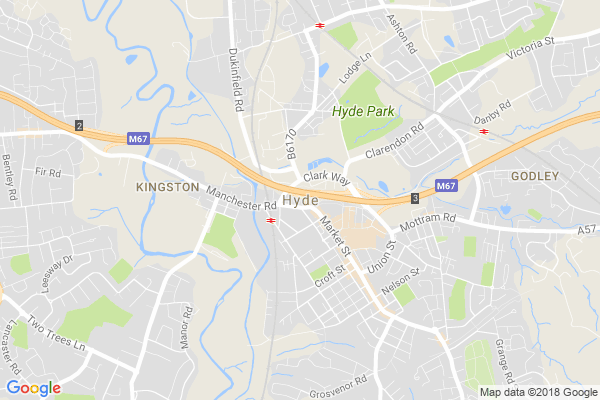 Ashton Rd
Victoria St
Dukinfield Rd
Lodge Ln
Hyde Park
Danby Rd
2
M67
B6170
Clarendon Rd
Bentley Rd
Fir Rd
Clark Way
GODLEY
KINGSTON
M67
Manchester Rd
Hyde
3
Mottram Rd
A57
Market St
Union St
Leesway Dr
Croft St
Nelson St
Two Trees Ln
Manor Rd
Lancaster Rd
Grange Rd
Grosvenor Rd
Google
Map data ©2018 Google